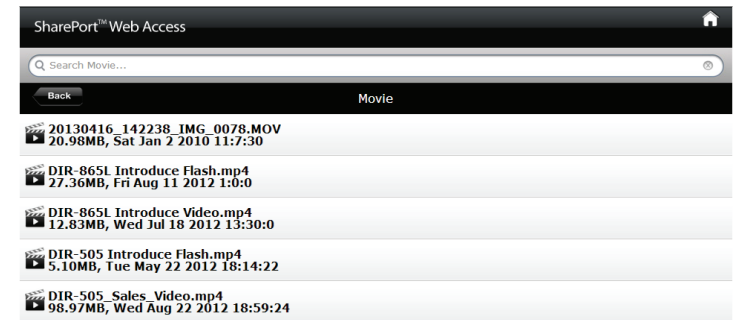 SharePort™ Web Access
Search Movie...
Back
Movie
20130416_142238_IMG_0078.MOV
20.98MB, Sat Jan 2 2010 11:7:30
DIR-865L Introduce Flash.mp4
27.36MB, Fri Aug 11 2012 1:0:0
DIR-865L Introduce Video.mp4
12.83MB, Wed Jul 18 2012 13:30:0
DIR-505 Introduce Flash.mp4
5.10MB, Tue May 22 2012 18:14:22
DIR-505_Sales_Video.mp4
98.97MB, Wed Aug 22 2012 18:59:24